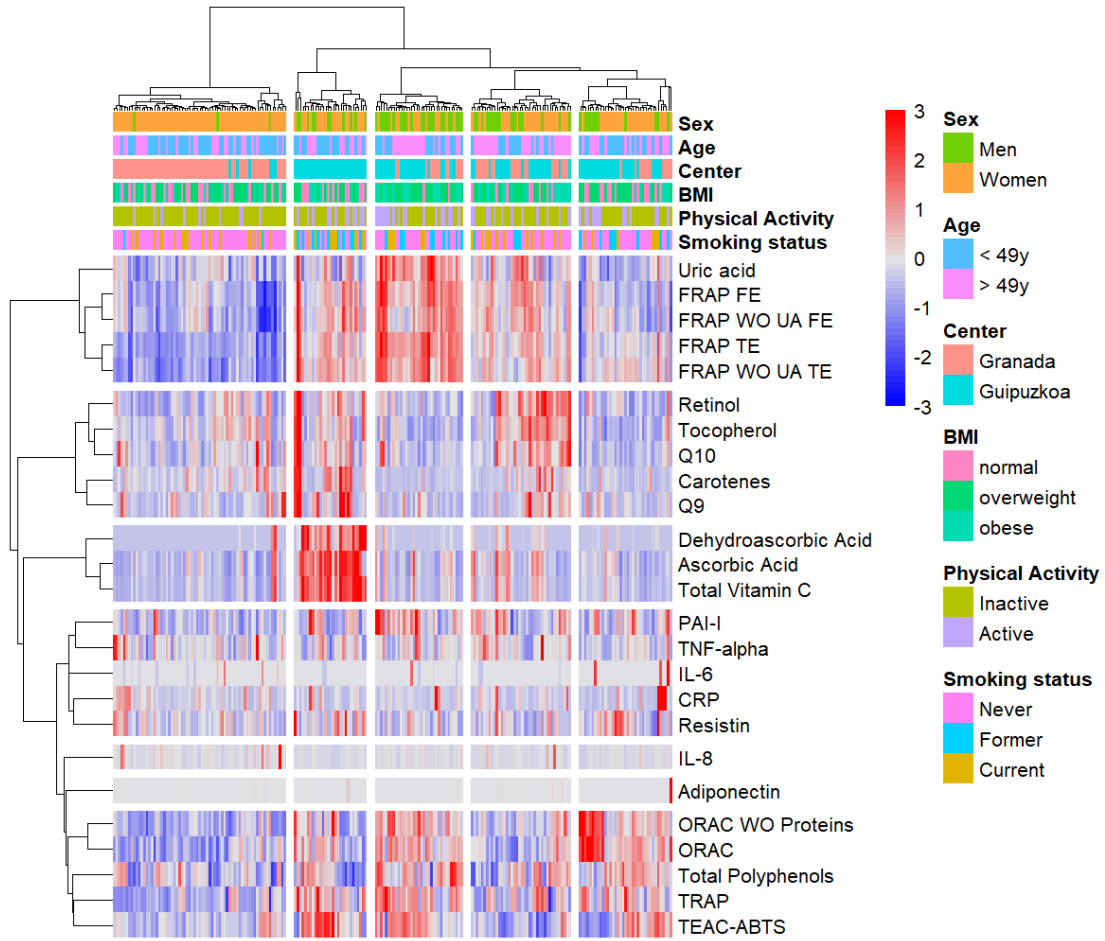 Sex
Age
Center
BMI
Physical Activity
Smoking status
Uric acid
FRAP FE
FRAP WO UA FE
FRAP TE
FRAP WO UA TE
Retinol
Tocopherol
Q10
Carotenes
Q9
Dehydroascorbic Acid
Ascorbic Acid
Total Vitamin C
PAI-I
TNF-alpha
IL-6
CRP
Resistin
IL-8
Adiponectin
ORAC WO Proteins
ORAC
Total Polyphenols
TRAP
TEAC-ABTS
3
2
1
0
-1
-2
-3
Sex
Men
Women
Age
< 49y
> 49y
Center
Granada
Guipuzkoa
BMI
normal
overweight
obese
Physical Activity
Inactive
Active
Smoking status
Never
Former
Current